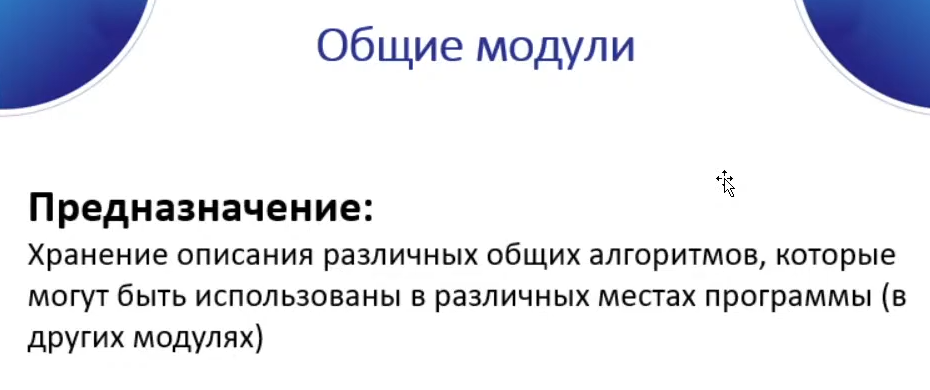 Общие модули
Предназначение:
Хранение описания различных общих алгоритмов, которые
могут быть использованы в различных местах программы (в
других модулях)